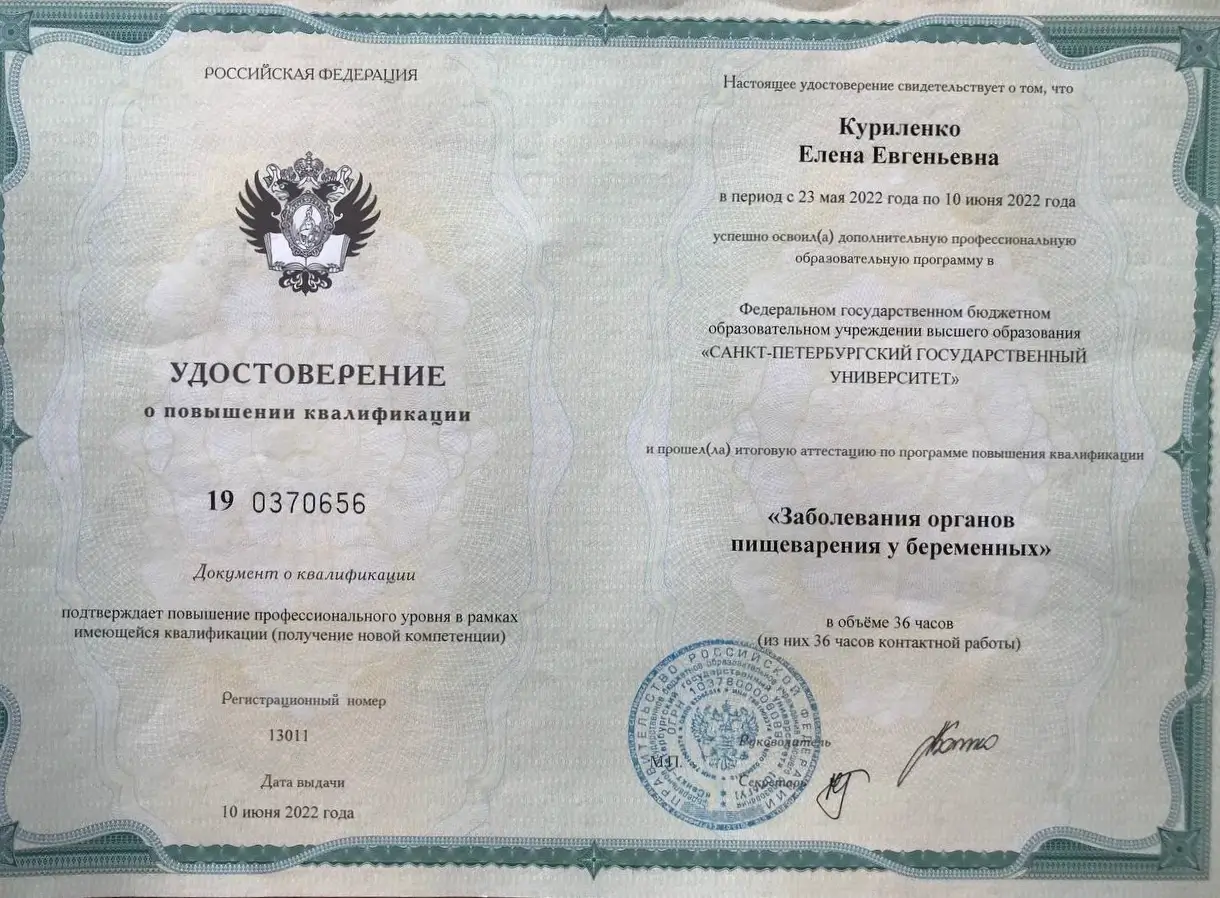 РОССИЙСКАЯ ФЕДЕРАЦИЯ
УДОСТОВЕРЕНИЕ
о повышении квалификации
19 0370656
Документ о квалификации
подтверждает повышение профессионального уровня в рамках
имеющейся квалификации (получение новой компетенции)
Регистрационный номер
13011
Дата выдачи
10 июня 2022 года
Настоящее удостоверение свидетельствует о том, что
Куриленко
Елена Евгеньевна
в период с 23 мая 2022 года по 10 июня 2022 года
успешно освоил(а) дополнительную профессиональную
образовательную программу в
Федеральном государственном бюджетном
образовательном учреждении высшего образования
«САНКТ-ПЕТЕРБУРГСКИЙ ГОСУДАРСТВЕННЫЙ
УНИВЕРСИТЕТ»
и прошел(ла) итоговую аттестацию по программе повышения квалификации
«Заболевания органов
пищеварения у беременных»
в объёме 36 часов
(из них 36 часов контактной работы)
Руководитель
М.П.
Секретарь
ПРАВИТЕЛЬСТВО РОССИЙСКОЙ ФЕДЕРАЦИИ